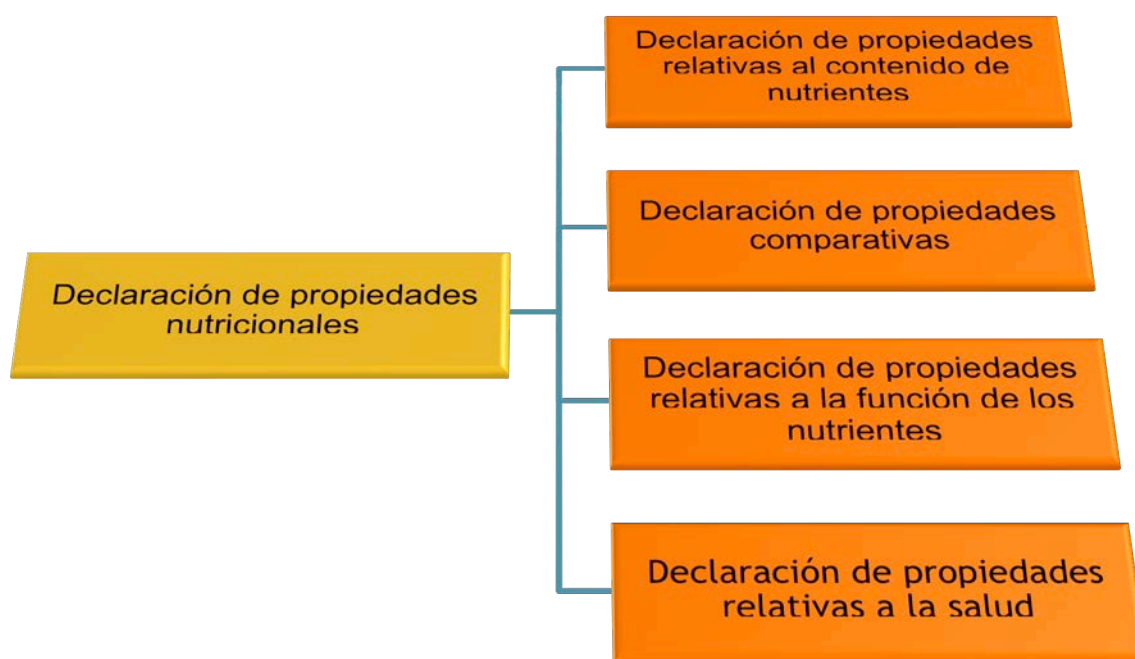 Declaración de propiedades
nutricionales
Declaración de propiedades
relativas al contenido de
nutrientes
Declaración de propiedades
comparativas
Declaración de propiedades
relativas a la función de los
nutrientes
Declaración de propiedades
relativas a la salud